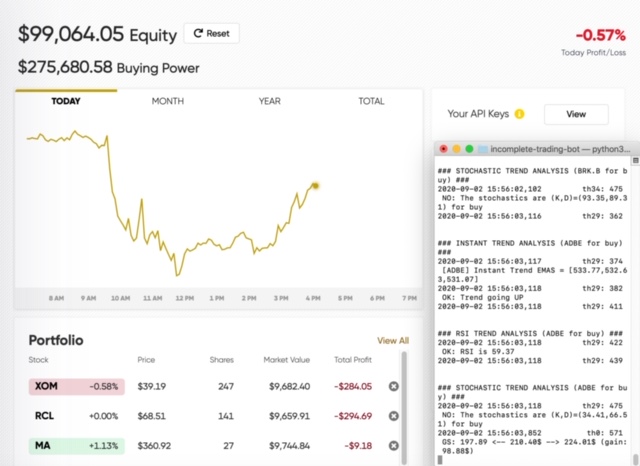 $99,064.05 Equity Reset
-0.57%
Today Profit/Loss
$275,680.58 Buying Power
TODAY MONTH YEAR TOTAL
8 AM 9 AM 10 AM 11 AM 12 PM 1 PM 2 PM 3 PM 4 PM 5 PM 6 PM 7 PM
Your API Keys View
Portfolio View All
Stock Price Shares Market Value Total Profit
XOM -0.58% $39.19 247 $9,682.40 -$284.05
RCL +0.00% $68.51 141 $9,659.91 -$294.69
MA +1.13% $360.92 27 $9,744.84 -$9.18
incomplete-trading-bot — python3...
### STOCHASTIC TREND ANALYSIS (BRK.B for b
uy) ###
2020-09-02 15:56:02,102 th34: 475
NO: The stochastics are (K,D)=(93.35,89.3
1) for buy
2020-09-02 15:56:03,116 th29: 362
### INSTANT TREND ANALYSIS (ADBE for buy)
###
2020-09-02 15:56:03,117 th29: 374
[ADBE] Instant Trend EMAS = [533.77,532.6
3,531.07]
2020-09-02 15:56:03,118 th29: 382
OK: Trend going UP
2020-09-02 15:56:03,118 th29: 411
### RSI TREND ANALYSIS (ADBE for buy) ###
2020-09-02 15:56:03,118 th29: 422
OK: RSI is 59.37
2020-09-02 15:56:03,118 th29: 439
### STOCHASTIC TREND ANALYSIS (ADBE for bu
y) ###
2020-09-02 15:56:03,118 th29: 475
NO: The stochastics are (K,D)=(34.41,66.5
1) for buy
2020-09-02 15:56:03,852 th0: 571
GS: 197.89 <-- 210.40$ --> 224.01$ (gain:
98.88$)